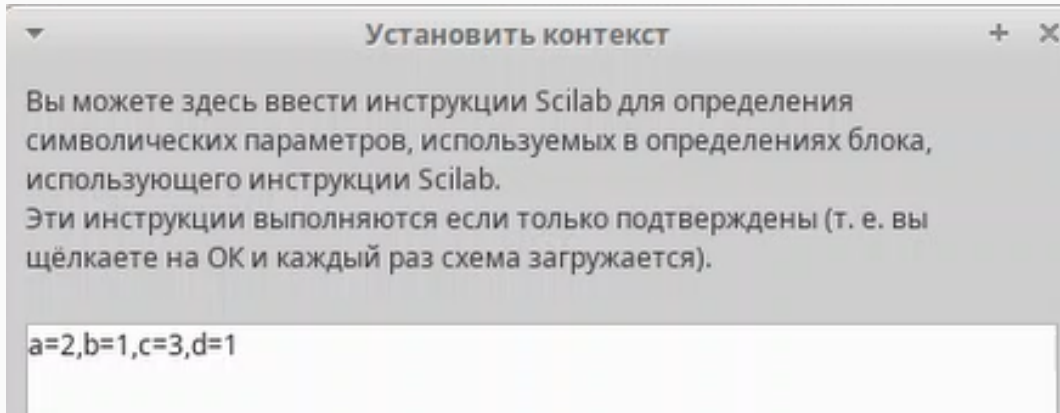 Установить контекст
Вы можете здесь ввести инструкции Scilab для определения
символических параметров, используемых в определениях блока,
использующего инструкции Scilab.
Эти инструкции выполняются если только подтверждены (т. е. вы
щёлкаете на ОК и каждый раз схема загружается).
a=2,b=1,c=3,d=1